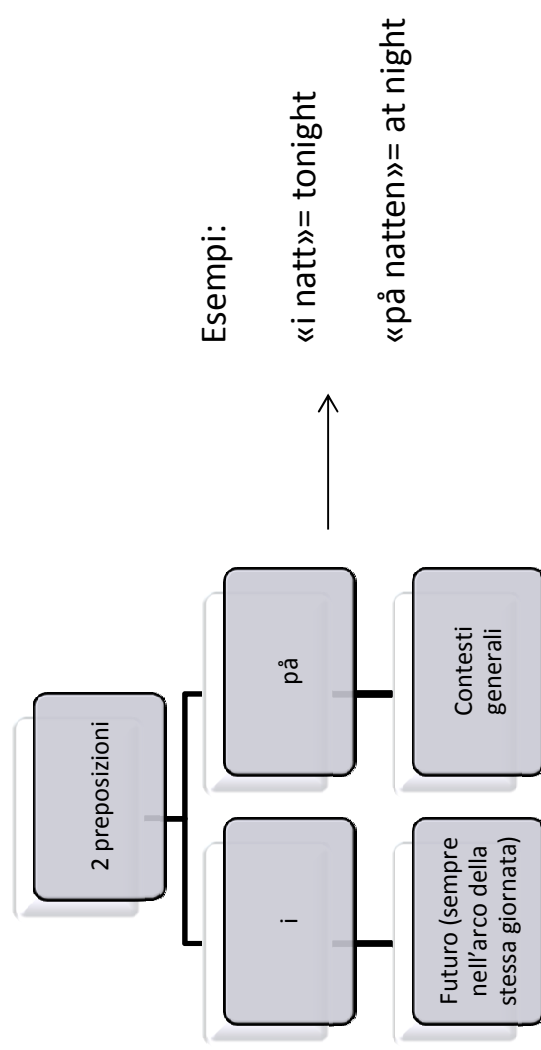 2 preposizioni
i
på
Futuro (sempre
nell'arco della
stessa giornata)
Contesti
generali
Esempi:
«i natt»= tonight
«på natten»= at night